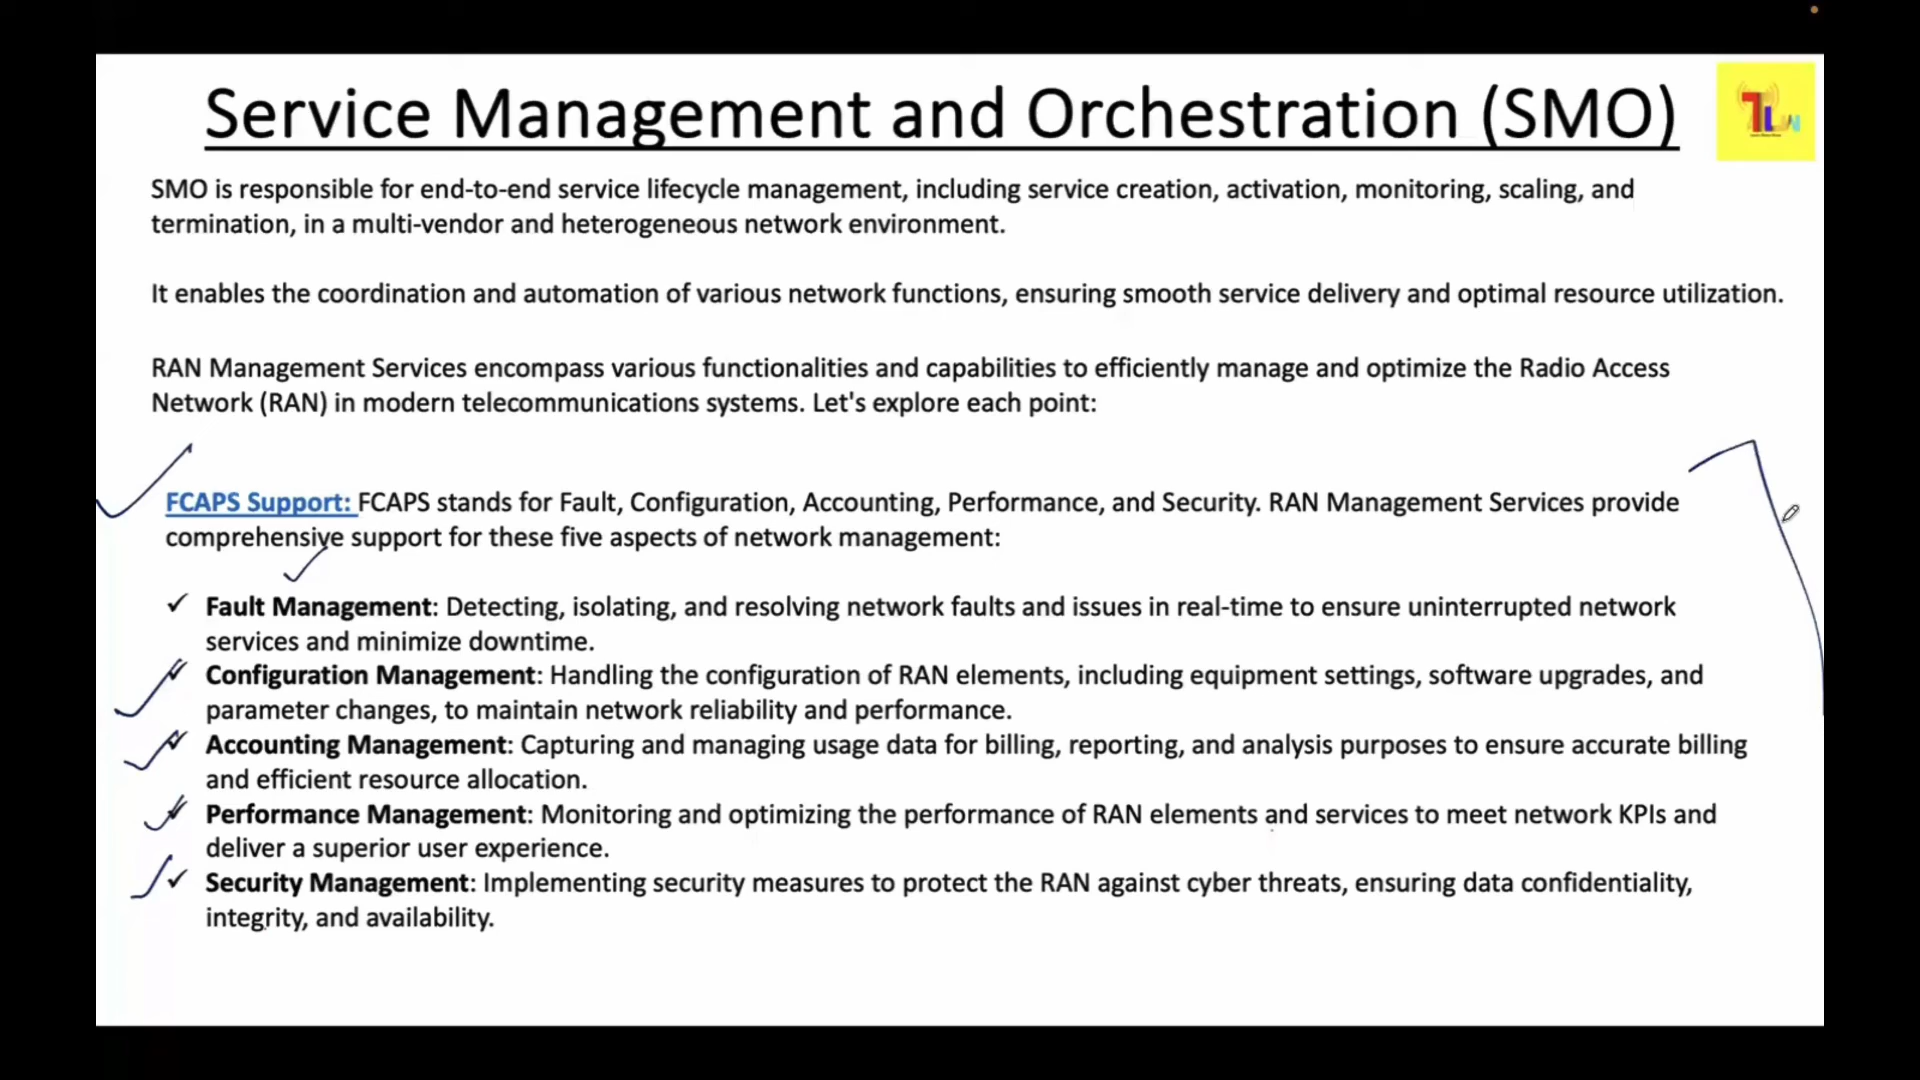 Service Management and Orchestration (SMO)
SMO is responsible for end-to-end service lifecycle management, including service creation, activation, monitoring, scaling, and
termination, in a multi-vendor and heterogeneous network environment.
It enables the coordination and automation of various network functions, ensuring smooth service delivery and optimal resource utilization.
RAN Management Services encompass various functionalities and capabilities to efficiently manage and optimize the Radio Access
Network (RAN) in modern telecommunications systems. Let's explore each point:
FCAPS Support: FCAPS stands for Fault, Configuration, Accounting, Performance, and Security. RAN Management Services provide
comprehensive support for these five aspects of network management:
✓ Fault Management: Detecting, isolating, and resolving network faults and issues in real-time to ensure uninterrupted network
services and minimize downtime.
✓ Configuration Management: Handling the configuration of RAN elements, including equipment settings, software upgrades, and
parameter changes, to maintain network reliability and performance.
✓ Accounting Management: Capturing and managing usage data for billing, reporting, and analysis purposes to ensure accurate billing
and efficient resource allocation.
✓ Performance Management: Monitoring and optimizing the performance of RAN elements and services to meet network KPIs and
deliver a superior user experience.
✓ Security Management: Implementing security measures to protect the RAN against cyber threats, ensuring data confidentiality,
integrity, and availability.